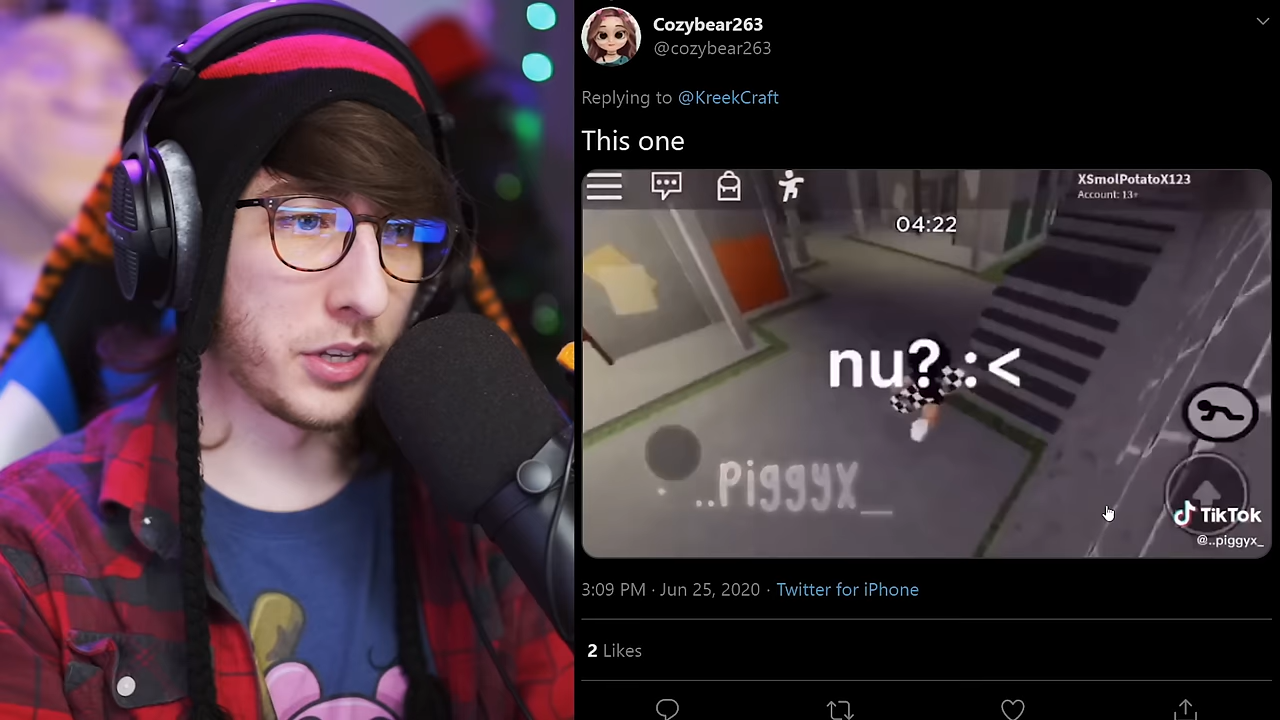 Cozybear263
@cozybear263
Replying to @KreekCraft
This one
XSmolPotatoX123
Account: 13+
04:22
nu? :<
..piggyx_
TikTok
@..piggyx_
3:09 PM · Jun 25, 2020 · Twitter for iPhone
2 Likes